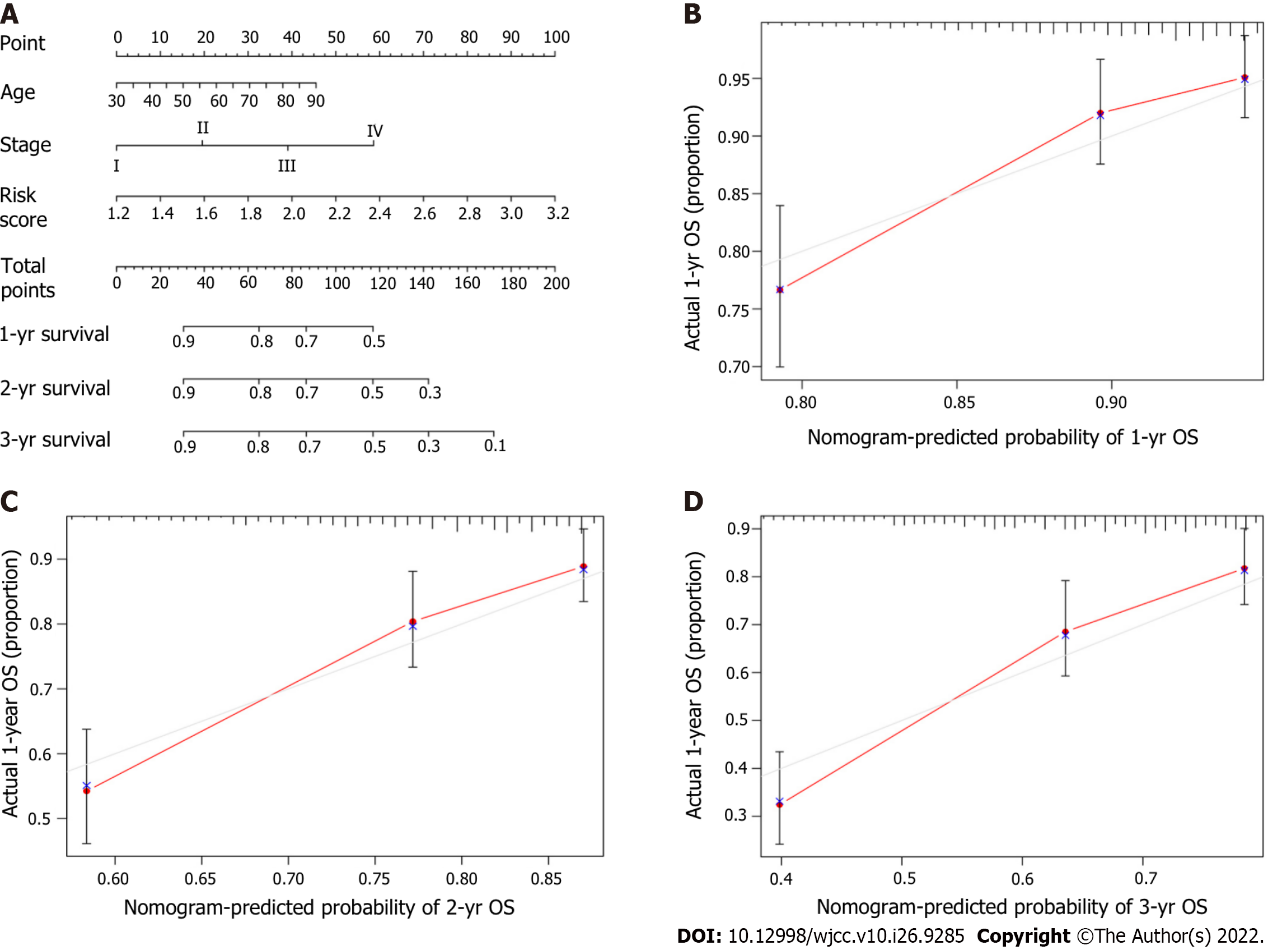 A
Point
0 10 20 30 40 50 60 70 80 90 100
Age
30 40 50 60 70 80 90
Stage
II IV
I III
Risk
score
1.2 1.4 1.6 1.8 2.0 2.2 2.4 2.6 2.8 3.0 3.2
Total
points
0 20 40 60 80 100 120 140 160 180 200
1-yr survival
0.9 0.8 0.7 0.5
2-yr survival
0.9 0.8 0.7 0.5 0.3
3-yr survival
0.9 0.8 0.7 0.5 0.3 0.1
B
Actual 1-yr OS (proportion)
0.95
0.90
0.85
0.80
0.75
0.70
0.80 0.85 0.90
Nomogram-predicted probability of 1-yr OS
C
Actual 1-year OS (proportion)
0.9
0.8
0.7
0.6
0.5
0.60 0.65 0.70 0.75 0.80 0.85
Nomogram-predicted probability of 2-yr OS
D
Actual 1-year OS (proportion)
0.9
0.8
0.7
0.6
0.5
0.4
0.3
0.4 0.5 0.6 0.7
Nomogram-predicted probability of 3-yr OS
DOI: 10.12998/wjcc.v10.i26.9285 Copyright ©The Author(s) 2022.